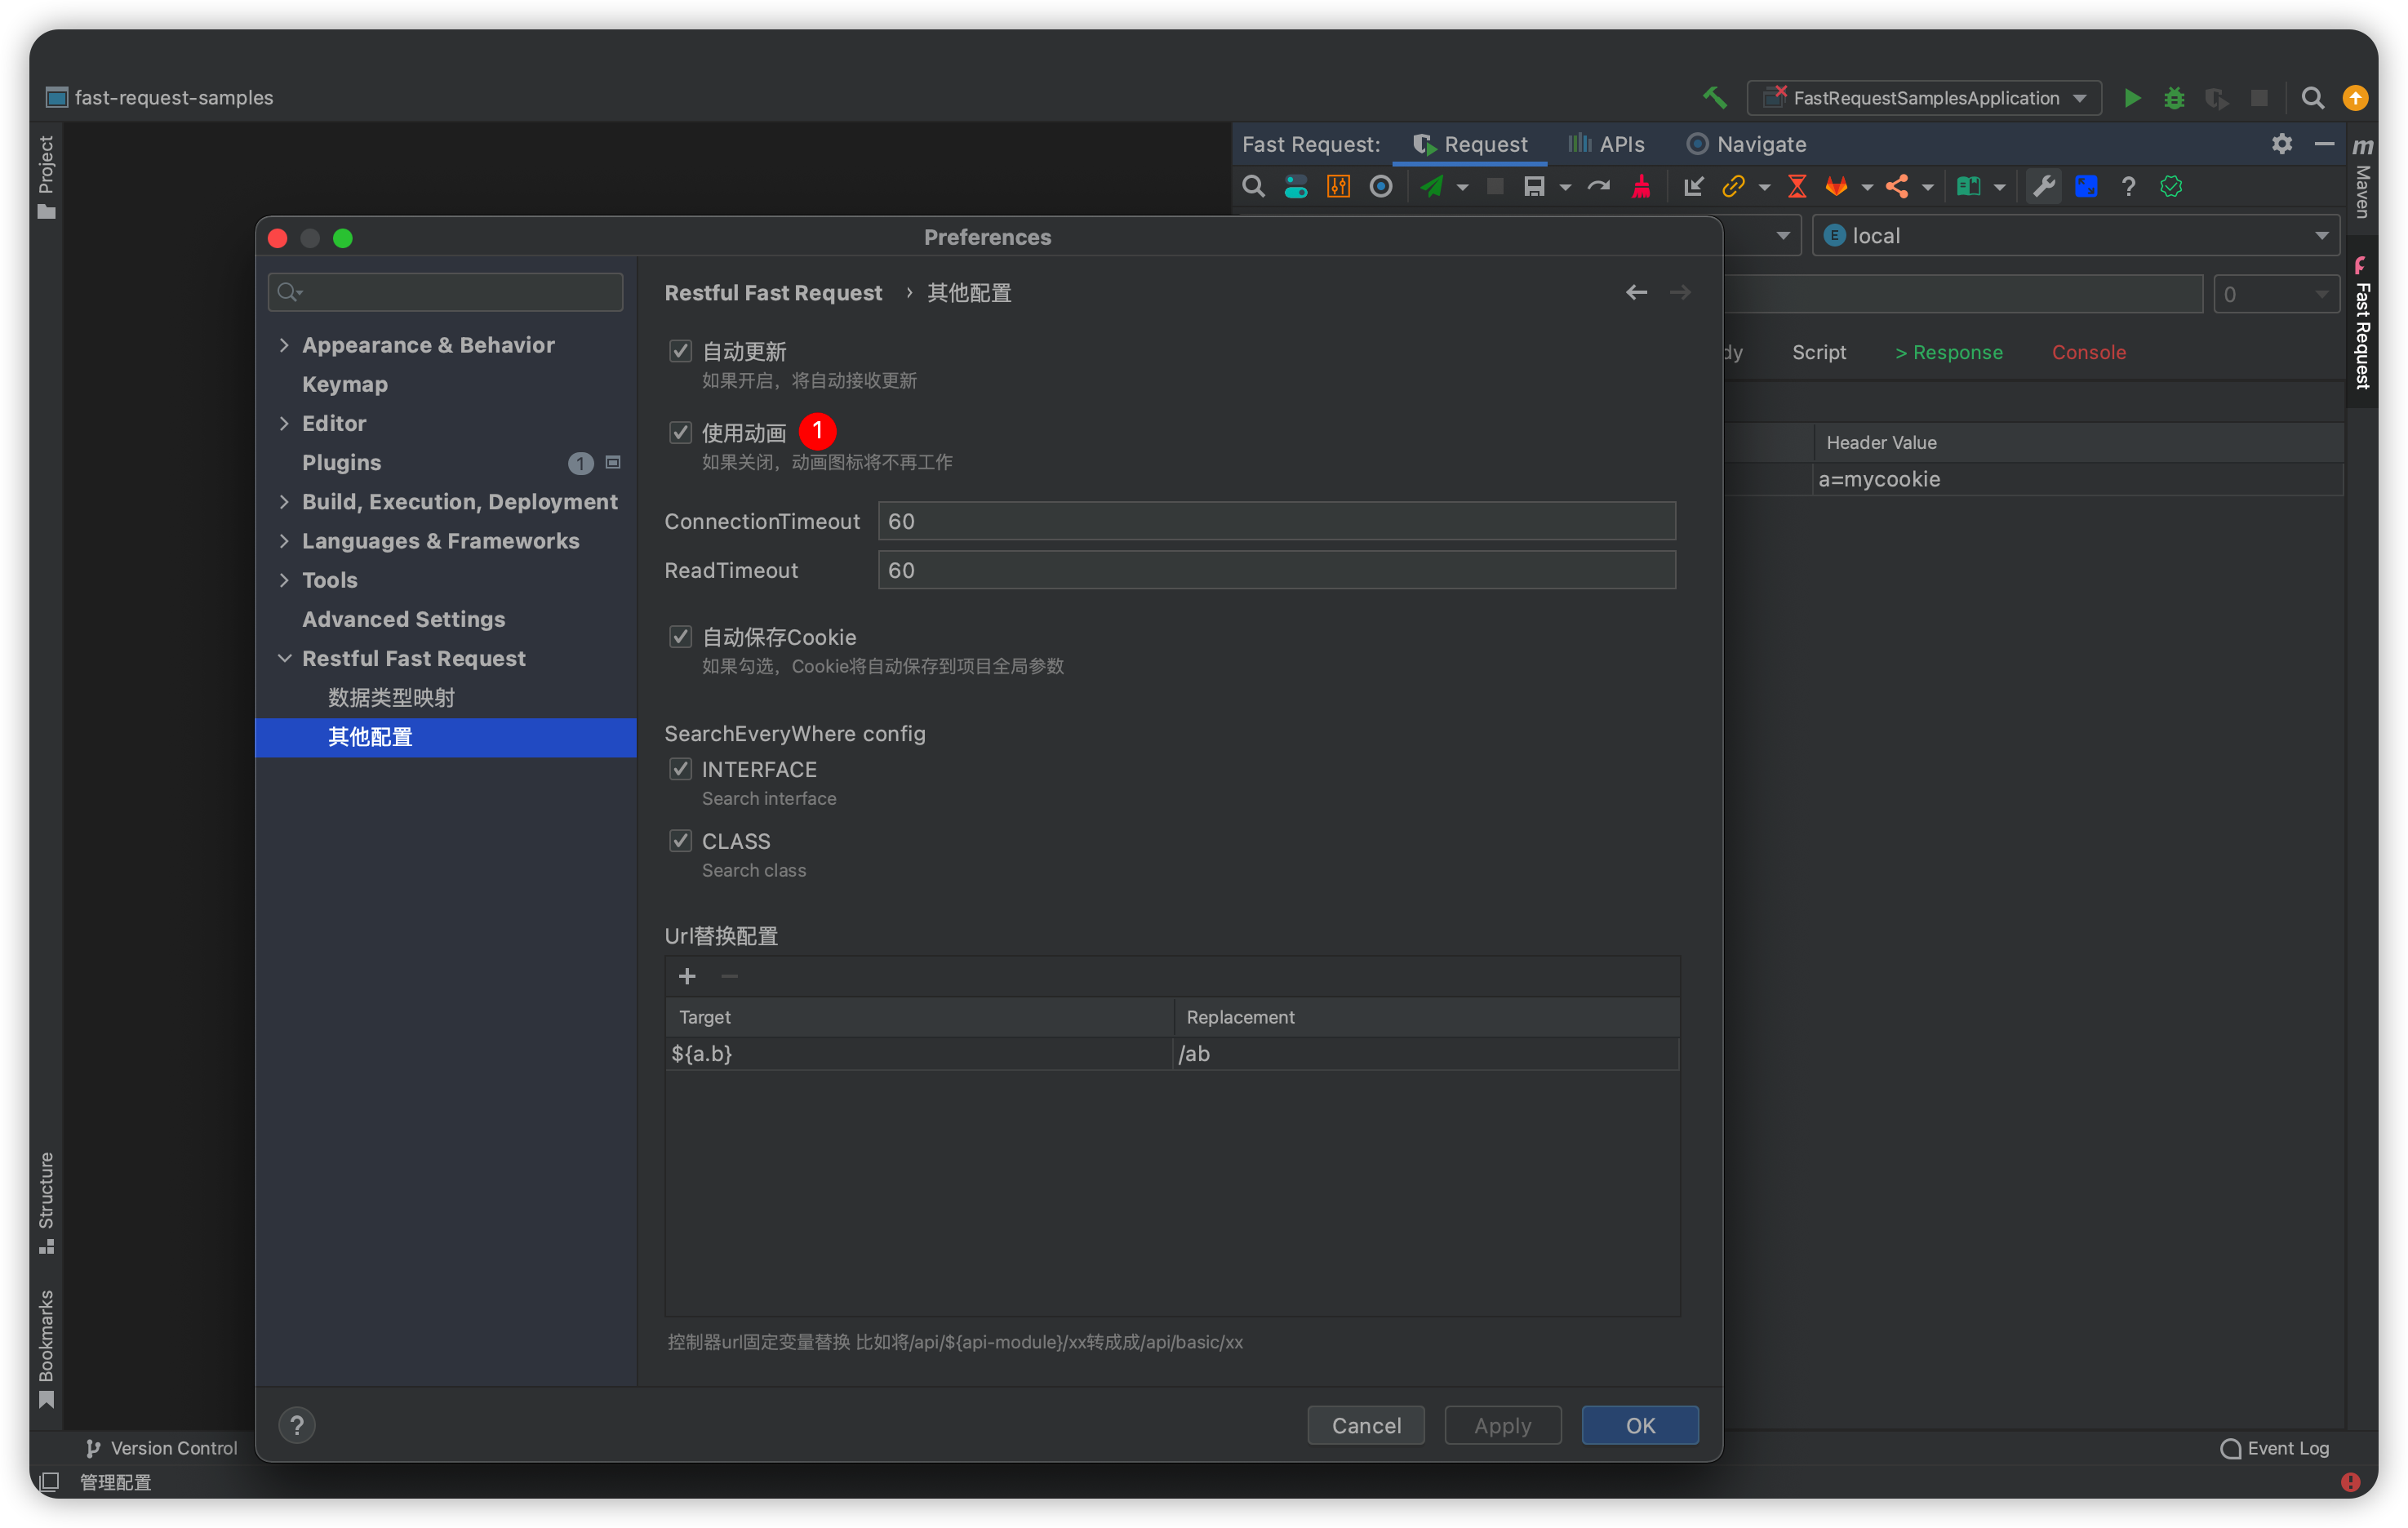 fast-request-samples
FastRequestSamplesApplication
Project
Fast Request: Request APIs Navigate
m
Maven
Fast Request
E local
0
dy Script > Response Console
Header Value
a=mycookie
Preferences
Appearance & Behavior
Keymap
Editor
Plugins 1
Build, Execution, Deployment
Languages & Frameworks
Tools
Advanced Settings
Restful Fast Request
数据类型映射
其他配置
Restful Fast Request › 其他配置
自动更新
如果开启，将自动接收更新
使用动画 1
如果关闭，动画图标将不再工作
ConnectionTimeout 60
ReadTimeout 60
自动保存Cookie
如果勾选，Cookie将自动保存到项目全局参数
SearchEveryWhere config
INTERFACE
Search interface
CLASS
Search class
Url替换配置
Target Replacement
${a.b} /ab
控制器url固定变量替换 比如将/api/${api-module}/xx转成成/api/basic/xx
? Cancel Apply OK
Structure
Bookmarks
Version Control
Event Log
管理配置